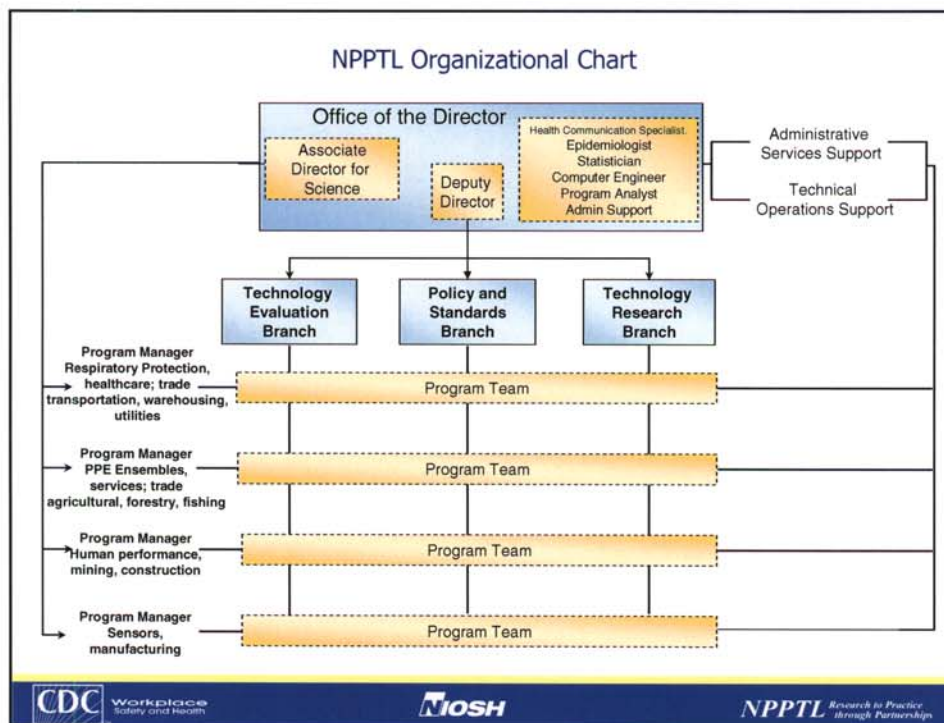 NPPTL Organizational Chart
Office of the Director
Associate
Director for
Science
Deputy
Director
Health Communication Specialist.
Epidemiologist
Statistician
Computer Engineer
Program Analyst
Admin Support
Administrative
Services Support
Technical
Operations Support
Technology
Evaluation
Branch
Policy and
Standards
Branch
Technology
Research
Branch
Program Manager
Respiratory Protection,
healthcare; trade
transportation, warehousing,
utilities
Program Team
Program Manager
PPE Ensembles,
services; trade
agricultural, forestry, fishing
Program Team
Program Manager
Human performance,
mining, construction
Program Team
Program Manager
Sensors,
manufacturing
Program Team
CDC
Workplace
Safety and Health
NIOSH
NPPTL
Research to Practice
through Partnerships